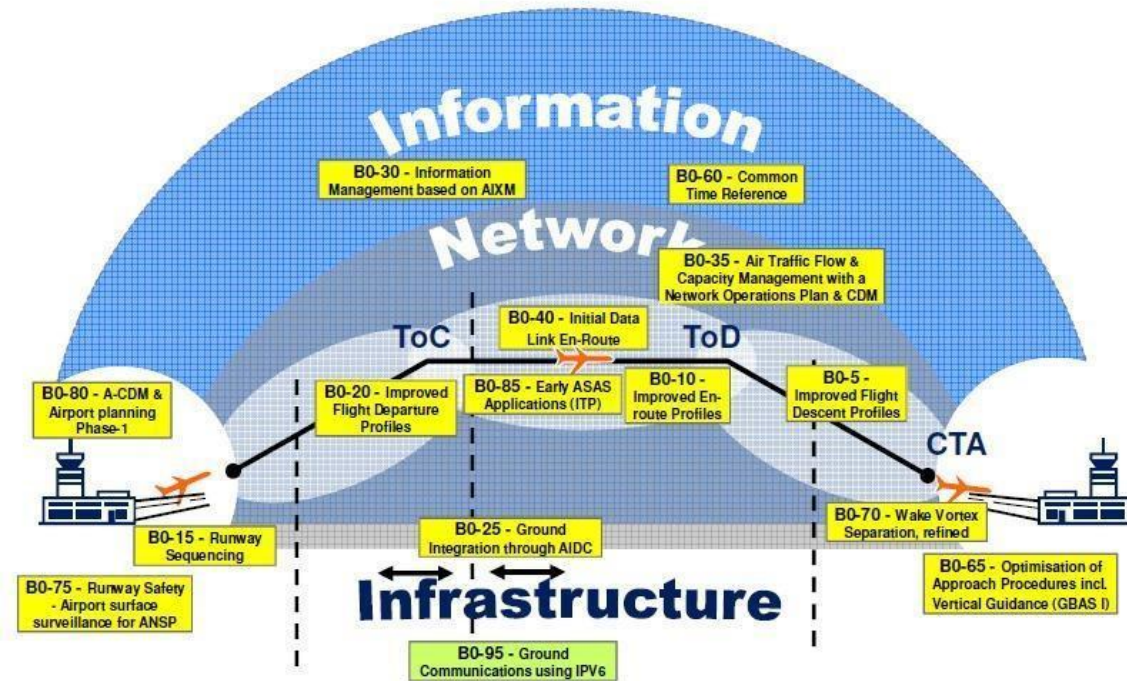 Information
B0-30 - Information
Management based on AIXM
B0-60 - Common
Time Reference
Network
B0-35 - Air Traffic Flow &
Capacity Management with a
Network Operations Plan & CDM
ToC
B0-40 - Initial Data
Link En-Route
ToD
B0-80 - A-CDM &
Airport planning
Phase-1
B0-20 - Improved
Flight Departure
Profiles
B0-85 - Early ASAS
Applications (ITP)
B0-10 -
Improved En-
route Profiles
B0-5 -
Improved Flight
Descent Profiles
CTA
B0-15 - Runway
Sequencing
B0-25 - Ground
Integration through AIDC
B0-70 - Wake Vortex
Separation, refined
B0-75 - Runway Safety
- Airport surface
surveillance for ANSP
Infrastructure
B0-65 - Optimisation of
Approach Procedures incl.
Vertical Guidance (GBAS I)
B0-95 - Ground
Communications using IPV6